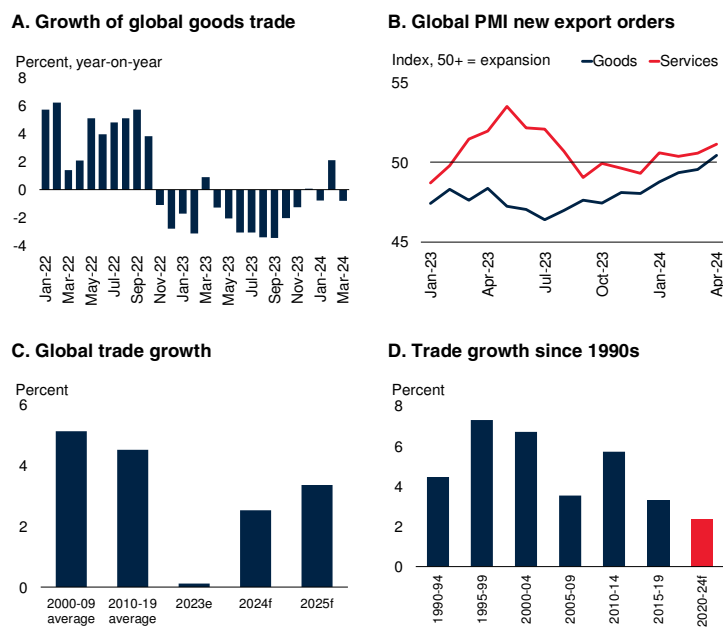 A. Growth of global goods trade
Percent, year-on-year
8
6
4
2
0
-2
-4
Jan-22
Mar-22
May-22
Jul-22
Sep-22
Nov-22
Jan-23
Mar-23
May-23
Jul-23
Sep-23
Nov-23
Jan-24
Mar-24
B. Global PMI new export orders
Index, 50+ = expansion
Goods
Services
55
50
45
Jan-23
Apr-23
Jul-23
Oct-23
Jan-24
Apr-24
C. Global trade growth
Percent
6
4
2
0
2000-09
average
2010-19
average
2023e
2024f
2025f
D. Trade growth since 1990s
Percent
8
6
4
2
0
1990-94
1995-99
2000-04
2005-09
2010-14
2015-19
2020-24f